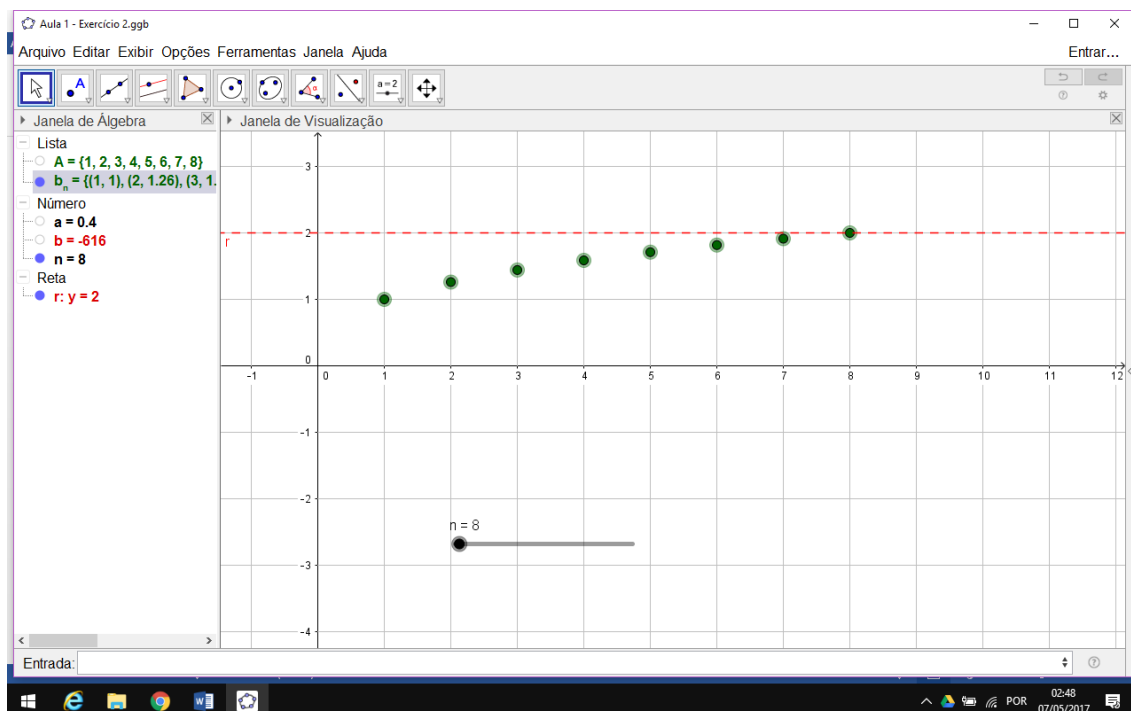 Aula 1 - Exercício 2.ggb
Arquivo Editar Exibir Opções Ferramentas Janela Ajuda
Entrar...
A
a = 2
Janela de Álgebra
Janela de Visualização
Lista
A = {1, 2, 3, 4, 5, 6, 7, 8}
bₙ = {(1, 1), (2, 1.26), (3, 1.
Número
a = 0.4
b = -616
n = 8
Reta
r: y = 2
3
2
r
1
0
-1 0 1 2 3 4 5 6 7 8 9 10 11 12
-1
-2
n = 8
-3
-4
Entrada:
POR
02:48
07/05/2017